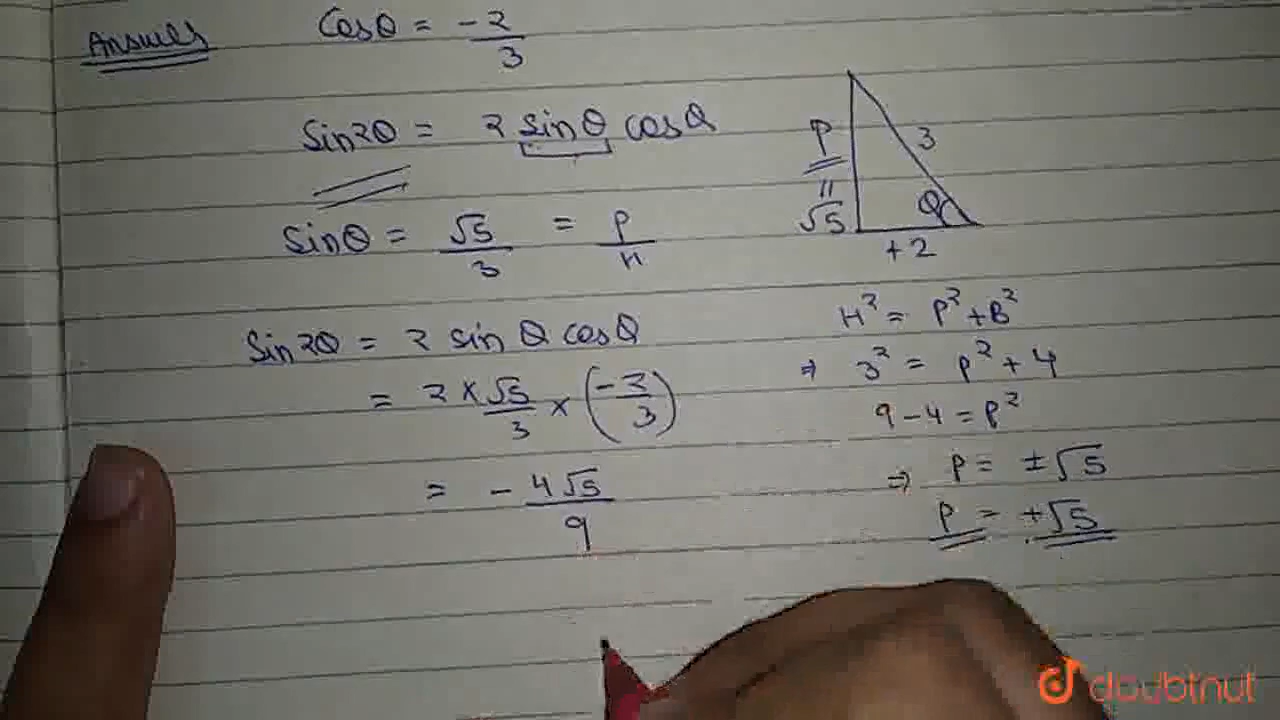 Answer cosθ = -2/3
sin2θ = 2 sinθ cosθ
sinθ = √5/3 = P/H
sin2θ = 2 sin θ cosθ
= 2 × √5/3 × (-2/3)
= - 4√5/9
P
=
√5
3
θ
+2
H² = P² + B²
⇒ 3² = P² + 4
9 - 4 = P²
⇒ P = ±√5
P = +√5
doubtnut